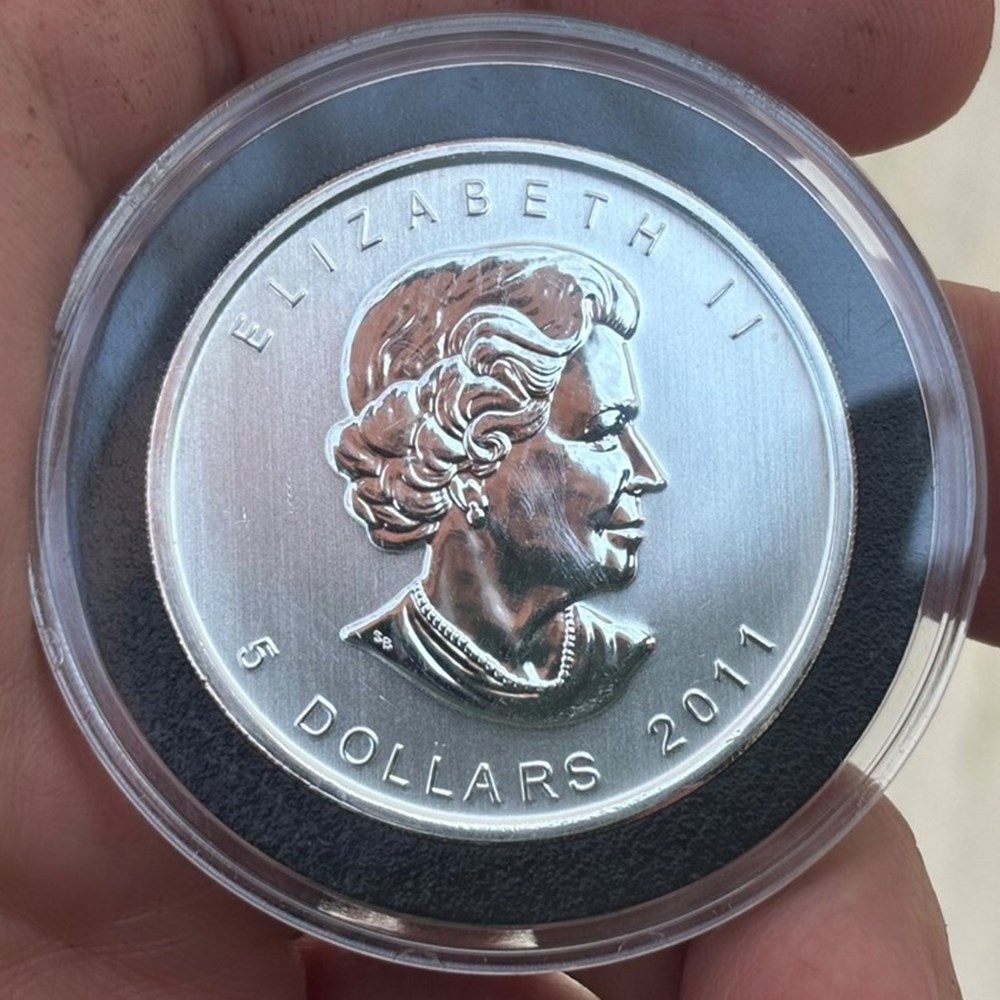 ELIZABETH II
5 DOLLARS 2011
SB